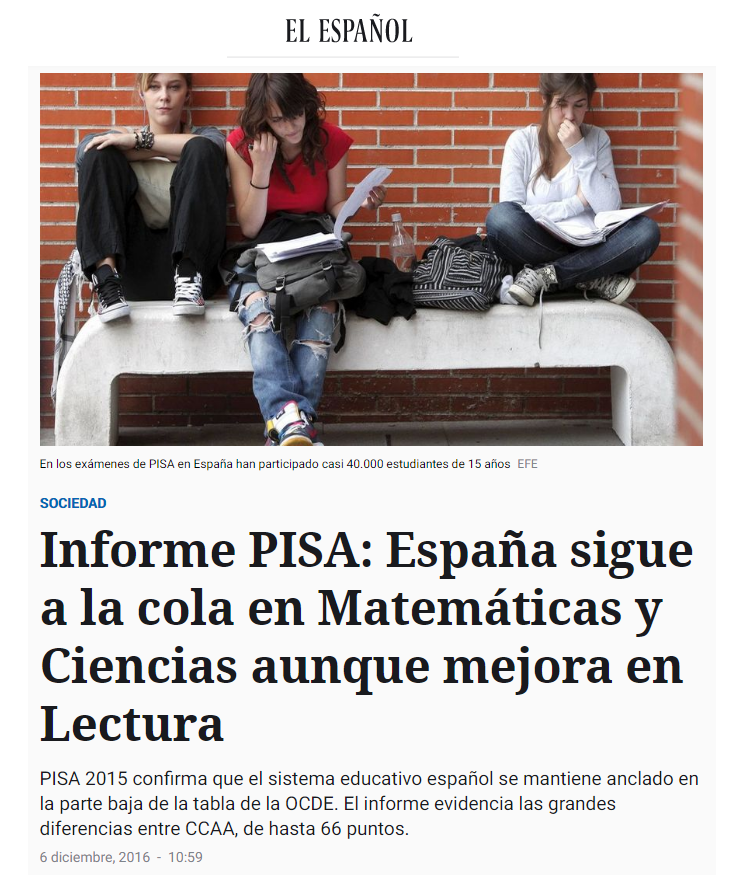 EL ESPAÑOL
En los exámenes de PISA en España han participado casi 40.000 estudiantes de 15 años EFE
SOCIEDAD
Informe PISA: España sigue
a la cola en Matemáticas y
Ciencias aunque mejora en
Lectura
PISA 2015 confirma que el sistema educativo español se mantiene anclado en
la parte baja de la tabla de la OCDE. El informe evidencia las grandes
diferencias entre CCAA, de hasta 66 puntos.
6 diciembre, 2016 - 10:59